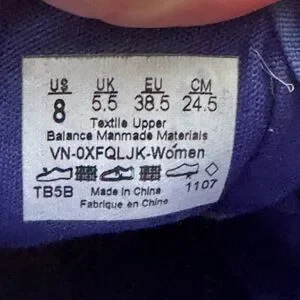 US UK EU CM
8 5.5 38.5 24.5
Textile Upper
Balance Manmade Materials
VN-0XFQLJK-Women
TB5B Made in China 1107
Fabrique en Chine